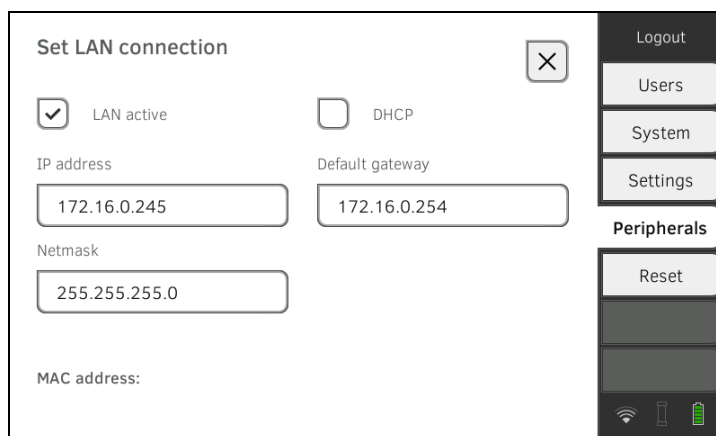 Set LAN connection
LAN active
DHCP
IP address
Default gateway
172.16.0.245
172.16.0.254
Netmask
255.255.255.0
MAC address:
Logout
Users
System
Settings
Peripherals
Reset